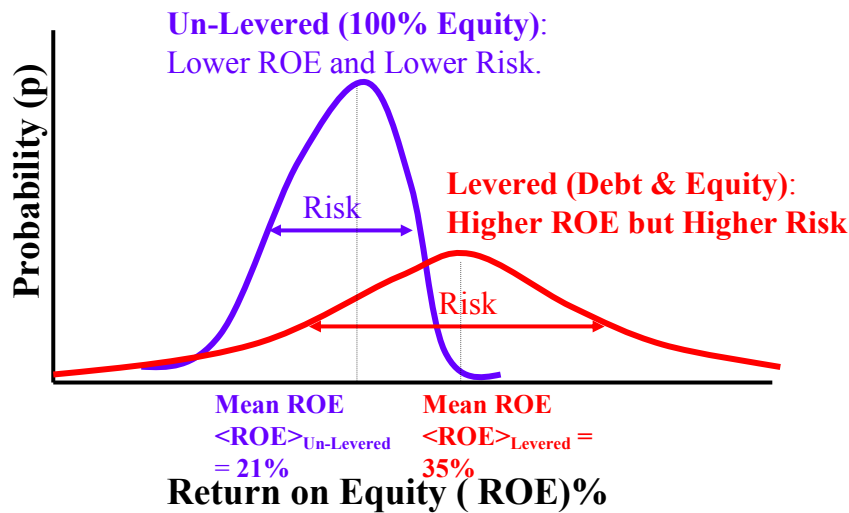 Un-Levered (100% Equity):
Lower ROE and Lower Risk.
Probability (p)
Risk
Levered (Debt & Equity):
Higher ROE but Higher Risk
Risk
Mean ROE
<ROE>Un-Levered
= 21%
Mean ROE
<ROE>Levered =
35%
Return on Equity ( ROE)%